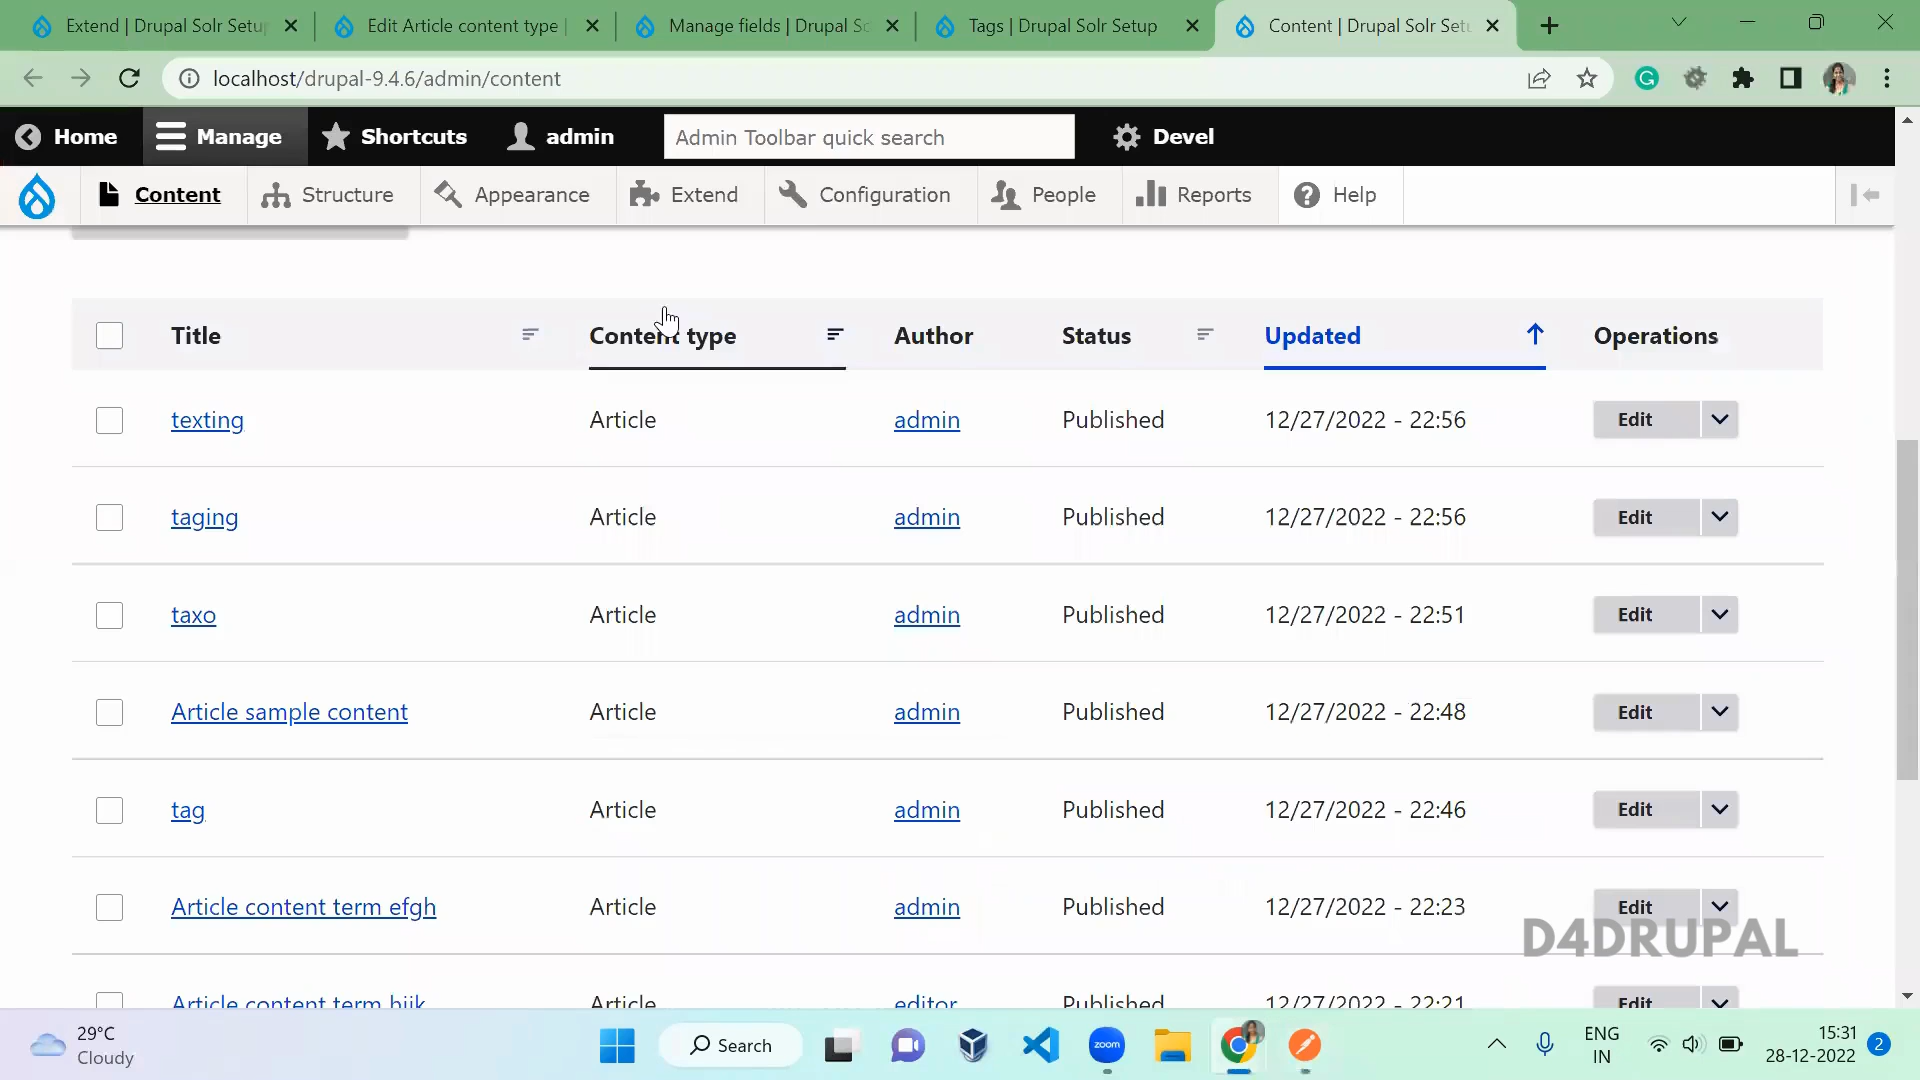 Extend | Drupal Solr Setup
Edit Article content type |
Manage fields | Drupal So
Tags | Drupal Solr Setup
Content | Drupal Solr Setu
localhost/drupal-9.4.6/admin/content
Home
Manage
Shortcuts
admin
Admin Toolbar quick search
Devel
Content
Structure
Appearance
Extend
Configuration
People
Reports
Help
Title
Content type
Author
Status
Updated
Operations
texting Article admin Published 12/27/2022 - 22:56 Edit
taging Article admin Published 12/27/2022 - 22:56 Edit
taxo Article admin Published 12/27/2022 - 22:51 Edit
Article sample content Article admin Published 12/27/2022 - 22:48 Edit
tag Article admin Published 12/27/2022 - 22:46 Edit
Article content term efgh Article admin Published 12/27/2022 - 22:23 Edit
D4DRUPAL
Article content term hijk Article editor Published 12/27/2022 - 22:21 Edit
29°C
Cloudy
Search
zoom
ENG
IN
15:31
28-12-2022
2